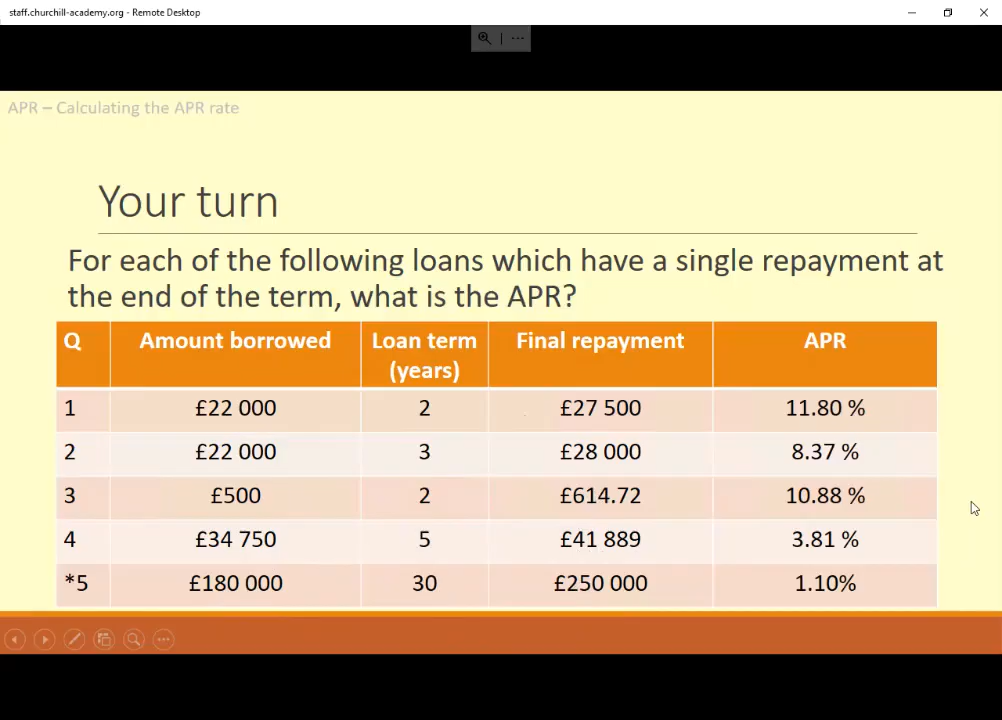 staff.churchill-academy.org - Remote Desktop
APR – Calculating the APR rate
Your turn
For each of the following loans which have a single repayment at
the end of the term, what is the APR?
Q Amount borrowed Loan term (years) Final repayment APR
1 £22 000 2 £27 500 11.80 %
2 £22 000 3 £28 000 8.37 %
3 £500 2 £614.72 10.88 %
4 £34 750 5 £41 889 3.81 %
*5 £180 000 30 £250 000 1.10%